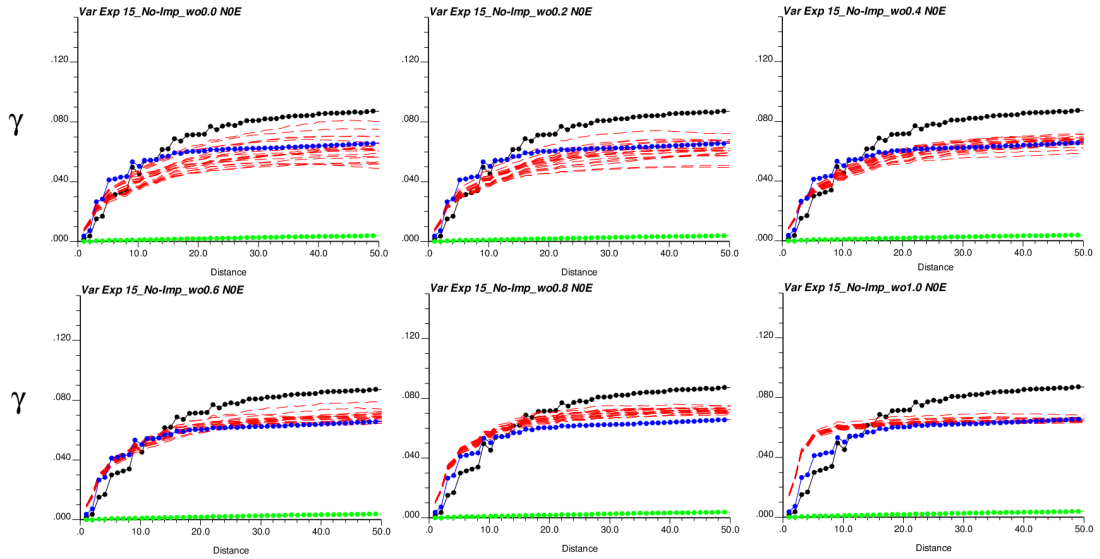 Var Exp 15_No-Imp_wo0.0 N0E
Var Exp 15_No-Imp_wo0.2 N0E
Var Exp 15_No-Imp_wo0.4 N0E
γ
.120
.080
.040
.000
.0 10.0 20.0 30.0 40.0 50.0
Distance
.120
.080
.040
.000
.0 10.0 20.0 30.0 40.0 50.0
Distance
.120
.080
.040
.000
.0 10.0 20.0 30.0 40.0 50.0
Distance
Var Exp 15_No-Imp_wo0.6 N0E
Var Exp 15_No-Imp_wo0.8 N0E
Var Exp 15_No-Imp_wo1.0 N0E
γ
.120
.080
.040
.000
.0 10.0 20.0 30.0 40.0 50.0
Distance
.120
.080
.040
.000
.0 10.0 20.0 30.0 40.0 50.0
Distance
.120
.080
.040
.000
.0 10.0 20.0 30.0 40.0 50.0
Distance